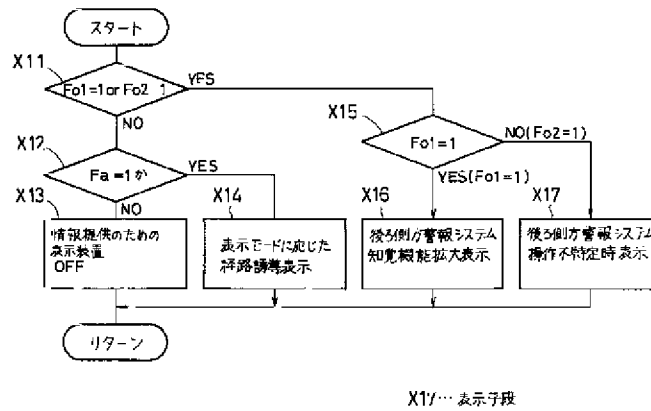 スタート
X11
Fo1=1 or Fo2 1
YES
NO
X15
Fo1=1
NO(Fo2=1)
YES(Fo1=1)
X12
Fa=1か
YES
NO
X13
情報提供のための
表示装置
OFF
X14
表示モードに応じた
経路誘導表示
X16
後ろ側方警報システム
知覚機能拡大表示
X17
後ろ側方警報システム
操作不特定時表示
リターン
X17… 表示手段